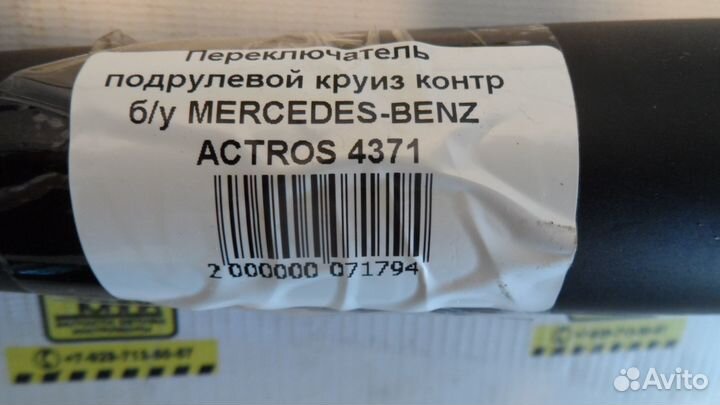 Переключатель
подрулевой круиз контр
б/у MERCEDES-BENZ
ACTROS 4371
2 000000 071794
Avito